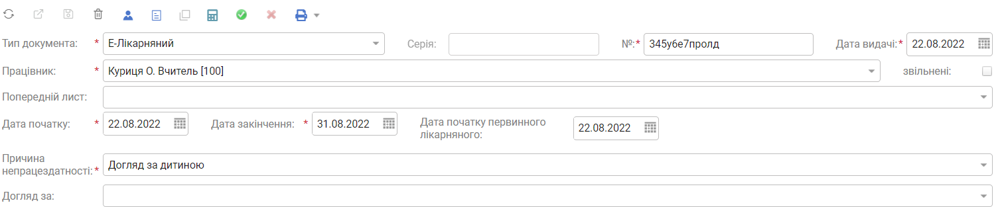 Тип документа: * Е-Лікарняний Серія: №:* 345у6е7пролд Дата видачі:* 22.08.2022
Працівник: * Куриця О. Вчитель [100] звільнені:
Попередній лист:
Дата початку: * 22.08.2022 Дата закінчення: * 31.08.2022 Дата початку первинного
лікарняного: 22.08.2022
Причина
непрацездатності:* Догляд за дитиною
Догляд за: